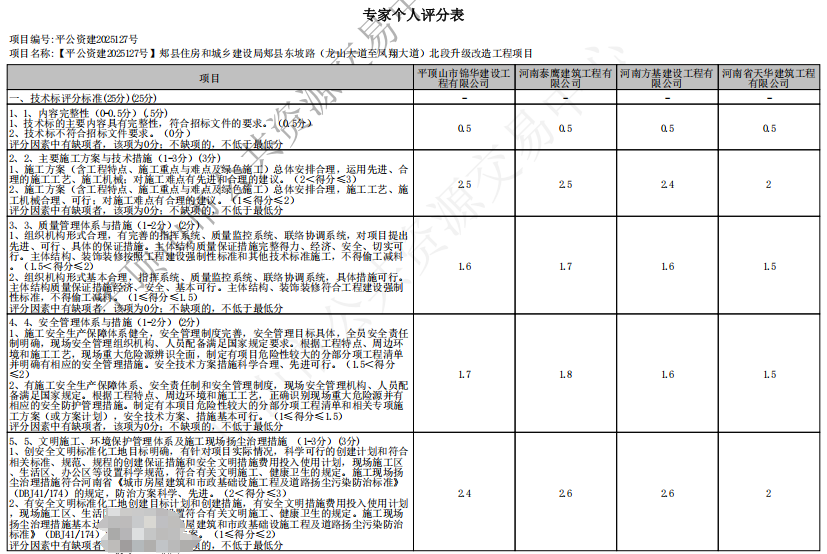 专家个人评分表
项目编号:平公资建2025127号
项目名称:【平公资建2025127号】郏县住房和城乡建设局郏县东坡路（龙山大道至凤翔大道）北段升级改造工程项目
项目 平顶山市锦华建设工程有限公司 河南泰鹰建筑工程有限公司 河南方基建设工程有限公司 河南省天华建筑工程有限公司
一、技术标评分标准(25分)(25分) - - - -
1、1、内容完整性（0-0.5分）(.5分)
1、技术标的主要内容具有完整性，符合招标文件的要求。（0.5分）
2、技术标不符合招标文件要求。（0分）
评分因素中有缺项者，该项为0分；不缺项的，不低于最低分
0.5 0.5 0.5 0.5
2、2、主要施工方案与技术措施（1-3分）(3分)
1、施工方案（含工程特点、施工重点与难点及绿色施工）总体安排合理，运用先进、合
理的施工工艺、施工机械；对施工难点有先进和合理的建议。（2＜得分≤3）
2、施工方案（含工程特点、施工重点与难点及绿色施工）总体安排合理，施工工艺、施
工机械合理、可行；对施工难点有合理的建议。（1≤得分≤2）
评分因素中有缺项者，该项为0分；不缺项的，不低于最低分
2.5 2.5 2.4 2
3、3、质量管理体系与措施（1-2分）(2分)
1、组织机构形式合理，有完善的指挥系统、质量监控系统、联络协调系统，对项目提出
先进、可行、具体的保证措施。主体结构质量保证措施完整得力、经济、安全、切实可
行。主体结构、装饰装修按照工程建设强制性标准和其他技术标准施工，不得偷工减料
。（1.5＜得分≤2）
2、组织机构形式基本合理，指挥系统、质量监控系统、联络协调系统，具体措施可行。
主体结构质量保证措施经济、安全、基本可行。主体结构、装饰装修符合工程建设强制
性标准，不得偷工减料。（1≤得分≤1.5）
评分因素中有缺项者，该项为0分；不缺项的，不低于最低分
1.6 1.7 1.6 1.5
4、4、安全管理体系与措施（1-2分）(2分)
1、施工安全生产保障体系健全，安全管理制度完善，安全管理目标具体，全员安全责任
制明确，现场安全管理组织机构、人员配备满足国家规定要求。根据工程特点、周边环
境和施工工艺，现场重大危险源辨识全面，制定有项目危险性较大的分部分项工程清单
并明确有相应的安全管理措施。安全技术方案措施科学合理、先进可行。（1.5＜得分
≤2）
2、有施工安全生产保障体系、安全责任制和安全管理制度，现场安全管理机构、人员配
备满足国家规定。根据工程特点、周边环境和施工工艺，正确识别现场重大危险源并有
相应的安全防护管理措施。制定有本项目危险性较大的分部分项工程清单和相关专项施
工方案（或方案计划），安全技术方案、措施基本可行。（1≤得分≤1.5）
评分因素中有缺项者，该项为0分；不缺项的，不低于最低分
1.7 1.8 1.6 1.5
5、5、文明施工、环境保护管理体系及施工现场扬尘治理措施 （1-3分）(3分)
1、创安全文明标准化工地目标明确，有针对项目实际情况，科学可行的创建计划和符合
相关标准、规范、规程的创建保证措施和安全文明措施费用投入使用计划，现场施工区
、生活区、办公区等设置科学规范，符合有关文明施工、健康卫生的规定。施工现场扬
尘治理措施符合河南省《城市房屋建筑和市政基础设施工程及道路扬尘污染防治标准》
（DBJ41/174）的规定，防治方案科学、先进。（2＜得分≤3）
2、有安全文明标准化工地创建目标计划和创建措施，有安全文明措施费用投入使用计划
，现场施工区、生活 设置符合有关文明施工、健康卫生的规定。施工现场
扬尘治理措施基本 屋建筑和市政基础设施工程及道路扬尘污染防治
标准》（DBJ41/174） 案。（1≤得分≤2）
评分因素中有缺项者 项的，不低于最低分
2.4 2.6 2.6 2